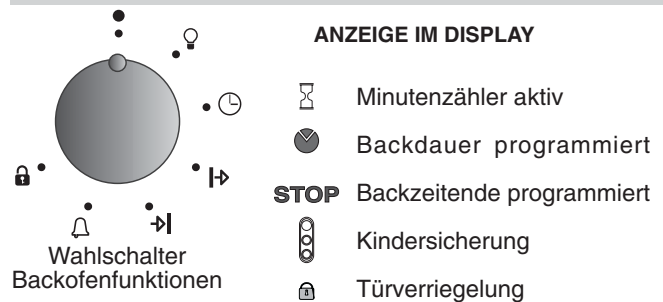 ANZEIGE IM DISPLAY
Minutenzähler aktiv
Backdauer programmiert
STOP Backzeitende programmiert
Kindersicherung
Türverriegelung
Wahlschalter
Backofenfunktionen